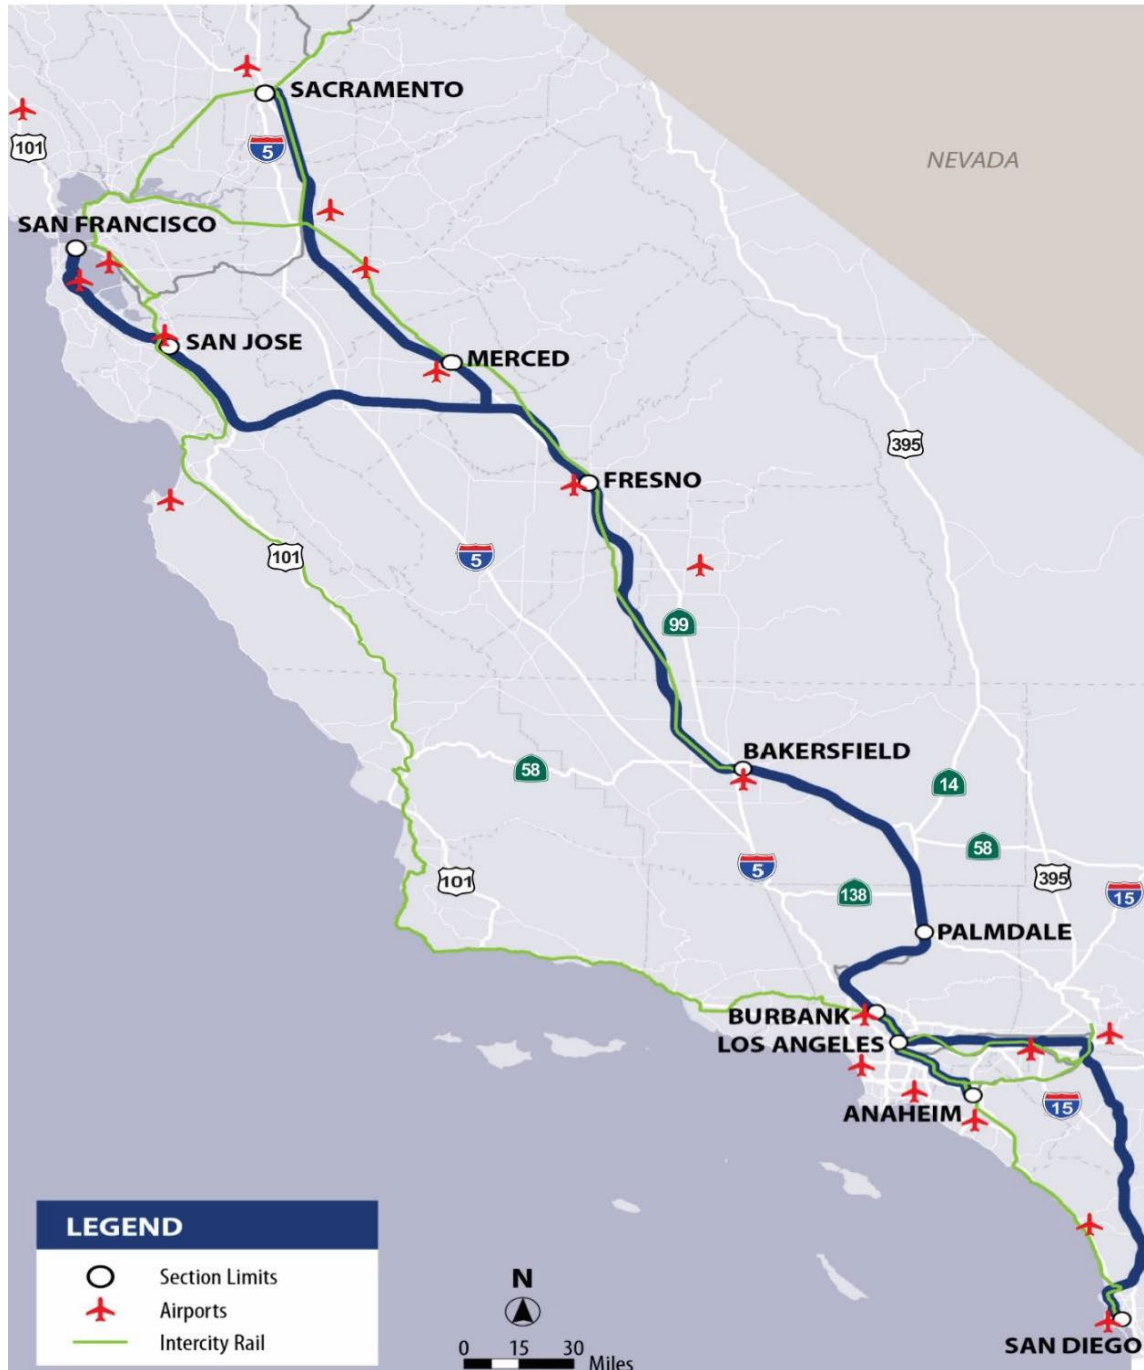 SACRAMENTO
101
5
NEVADA
SAN FRANCISCO
SAN JOSE
MERCED
395
FRESNO
101
5
99
BAKERSFIELD
58
14
58
5
101
138
395
15
PALMDALE
BURBANK
LOS ANGELES
ANAHEIM
15
SAN DIEGO
LEGEND
Section Limits
Airports
Intercity Rail
N
0 15 30
Miles